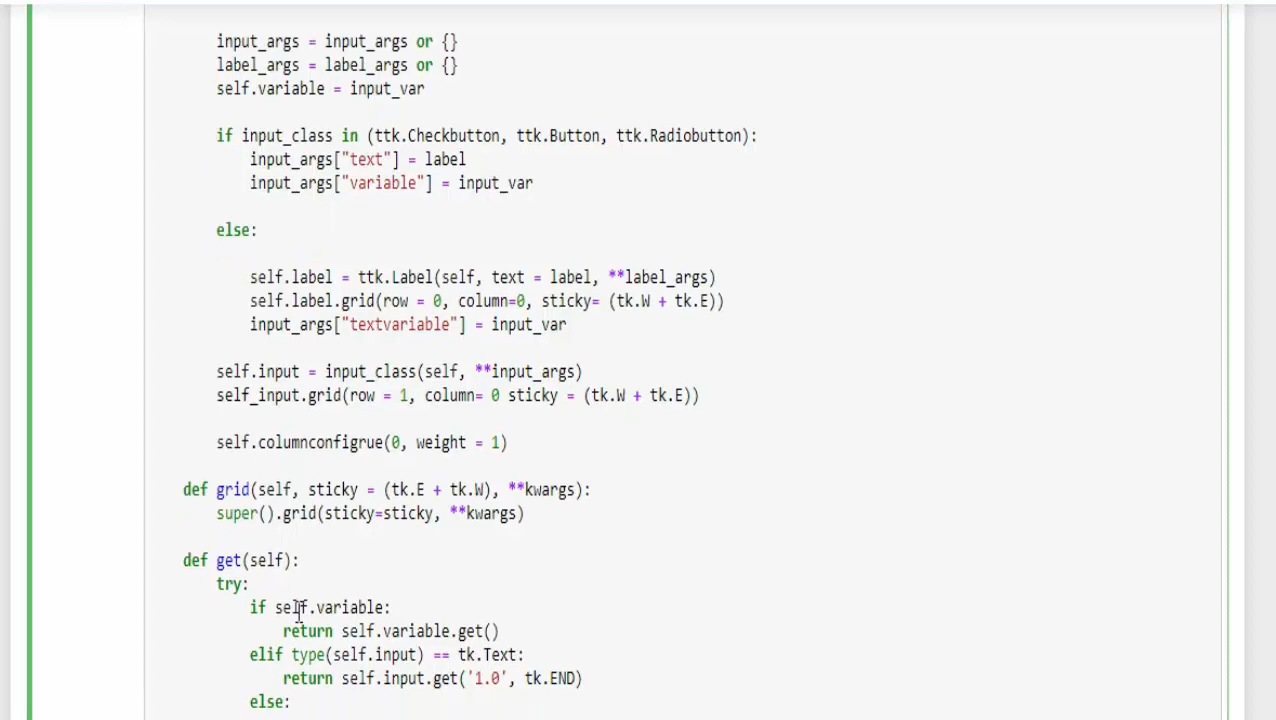 input_args = input_args or {}
label_args = label_args or {}
self.variable = input_var
if input_class in (ttk.Checkbutton, ttk.Button, ttk.Radiobutton):
input_args["text"] = label
input_args["variable"] = input_var
else:
self.label = ttk.Label(self, text = label, **label_args)
self.label.grid(row = 0, column=0, sticky= (tk.W + tk.E))
input_args["textvariable"] = input_var
self.input = input_class(self, **input_args)
self_input.grid(row = 1, column= 0 sticky = (tk.W + tk.E))
self.columnconfigrue(0, weight = 1)
def grid(self, sticky = (tk.E + tk.W), **kwargs):
super().grid(sticky=sticky, **kwargs)
def get(self):
try:
if self.variable:
return self.variable.get()
elif type(self.input) == tk.Text:
return self.input.get('1.0', tk.END)
else: